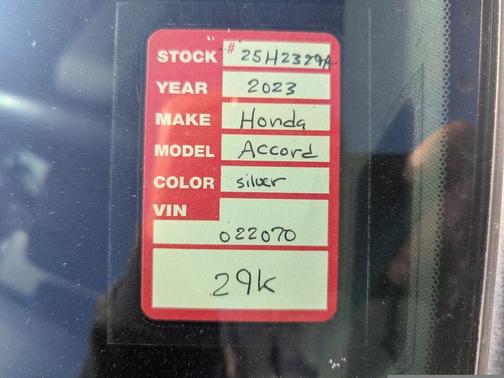 STOCK # 25H2329A
YEAR 2023
MAKE Honda
MODEL Accord
COLOR silver
VIN
022070
29k